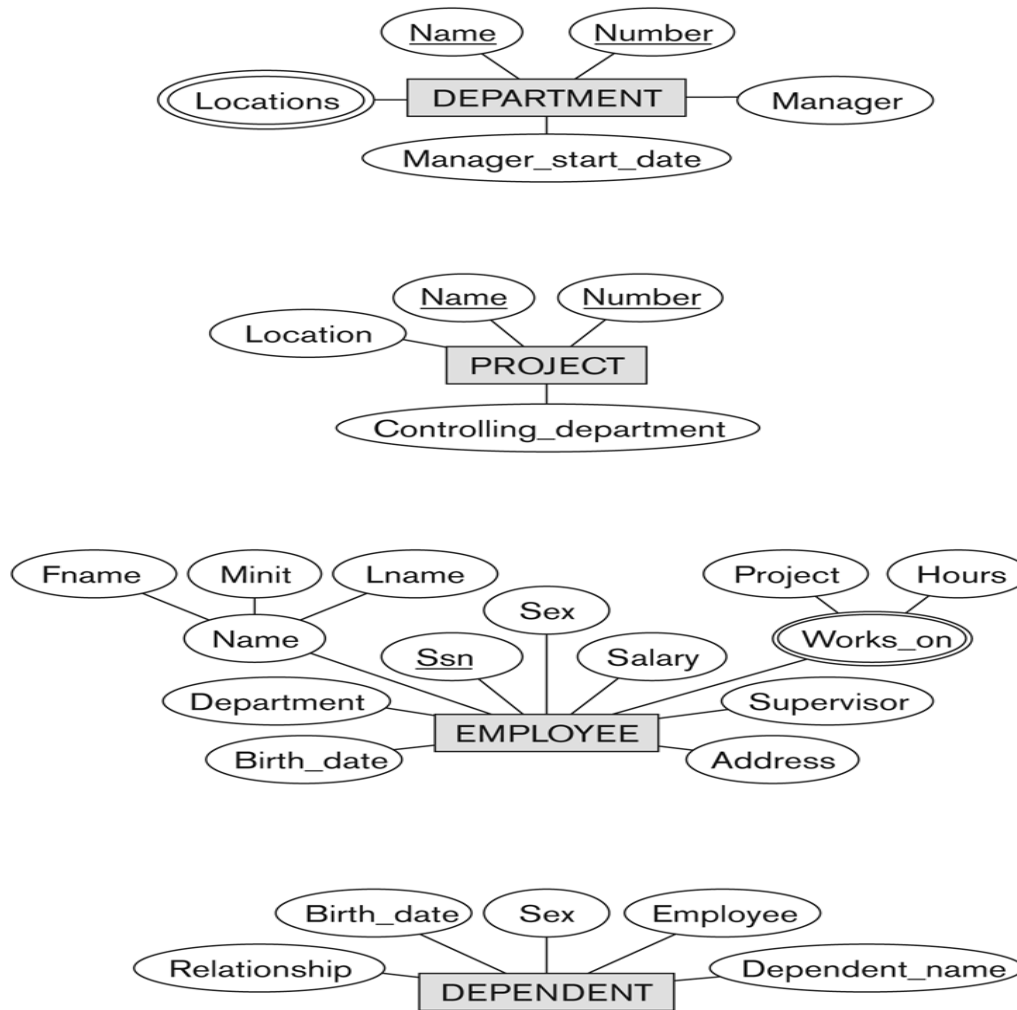 Name
Number
Locations
DEPARTMENT
Manager
Manager_start_date
Name
Number
Location
PROJECT
Controlling_department
Fname
Minit
Lname
Project
Hours
Sex
Name
Works_on
Ssn
Salary
Department
Supervisor
EMPLOYEE
Birth_date
Address
Birth_date
Sex
Employee
Relationship
Dependent_name
DEPENDENT